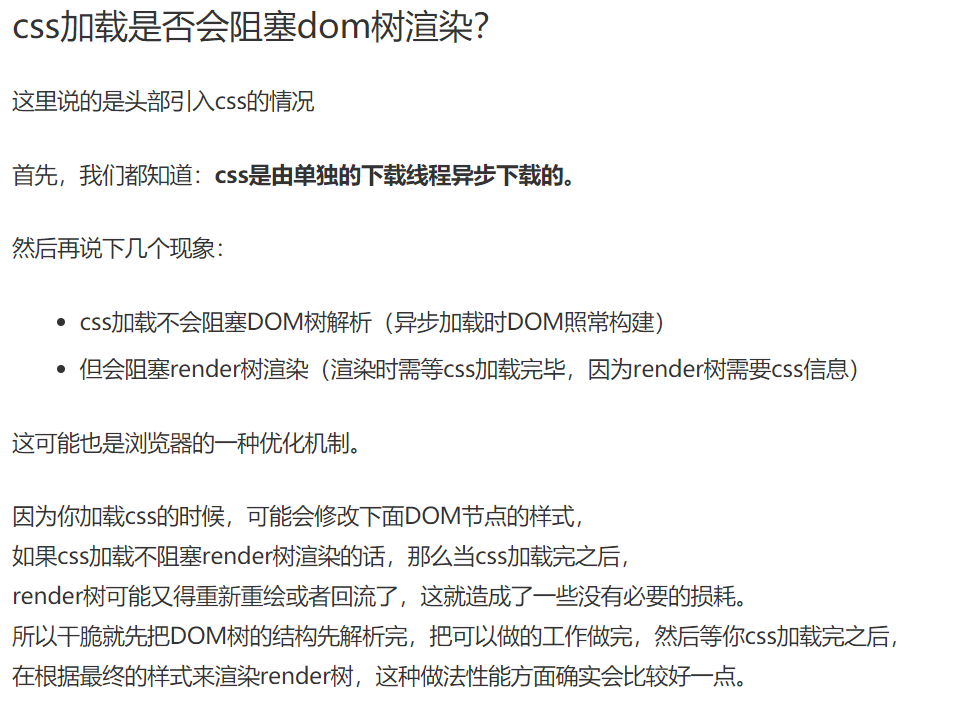 css加载是否会阻塞dom树渲染？
这里说的是头部引入css的情况
首先，我们都知道：css是由单独的下载线程异步下载的。
然后再说下几个现象：
• css加载不会阻塞DOM树解析（异步加载时DOM照常构建）
• 但会阻塞render树渲染（渲染时需等css加载完毕，因为render树需要css信息）
这可能也是浏览器的一种优化机制。
因为你加载css的时候，可能会修改下面DOM节点的样式，
如果css加载不阻塞render树渲染的话，那么当css加载完之后，
render树可能又得重新重绘或者回流了，这就造成了一些没有必要的损耗。
所以干脆就先把DOM树的结构先解析完，把可以做的工作做完，然后等你css加载完之后，
在根据最终的样式来渲染render树，这种做法性能方面确实会比较好一点。